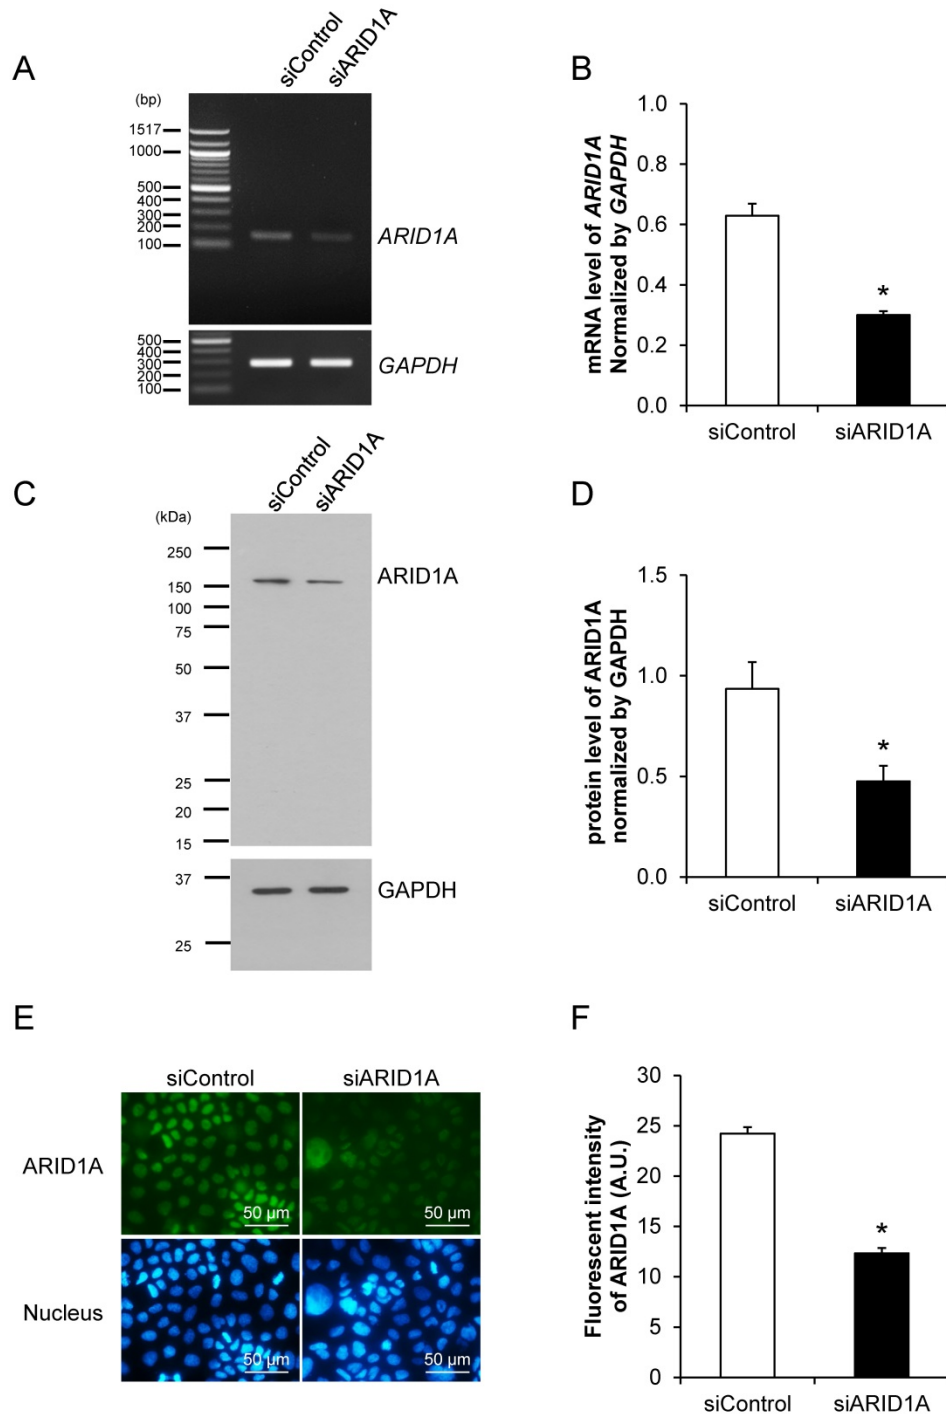 A
siControl
siARID1A
(bp)
1517
1000
500
400
300
200
100
ARID1A
500
400
300
200
100
GAPDH
B
mRNA level of ARID1A
Normalized by GAPDH
1.0
0.8
0.6
0.4
0.2
0.0
*
siControl
siARID1A
C
siControl
siARID1A
(kDa)
250
150
100
75
50
37
25
20
15
ARID1A
37
25
GAPDH
D
protein level of ARID1A
normalized by GAPDH
1.5
1.0
0.5
0.0
*
siControl
siARID1A
E
siControl
siARID1A
ARID1A
50 µm
50 µm
Nucleus
50 µm
50 µm
F
Fluorescent intensity
of ARID1A (A.U.)
30
25
20
15
10
5
0
*
siControl
siARID1A